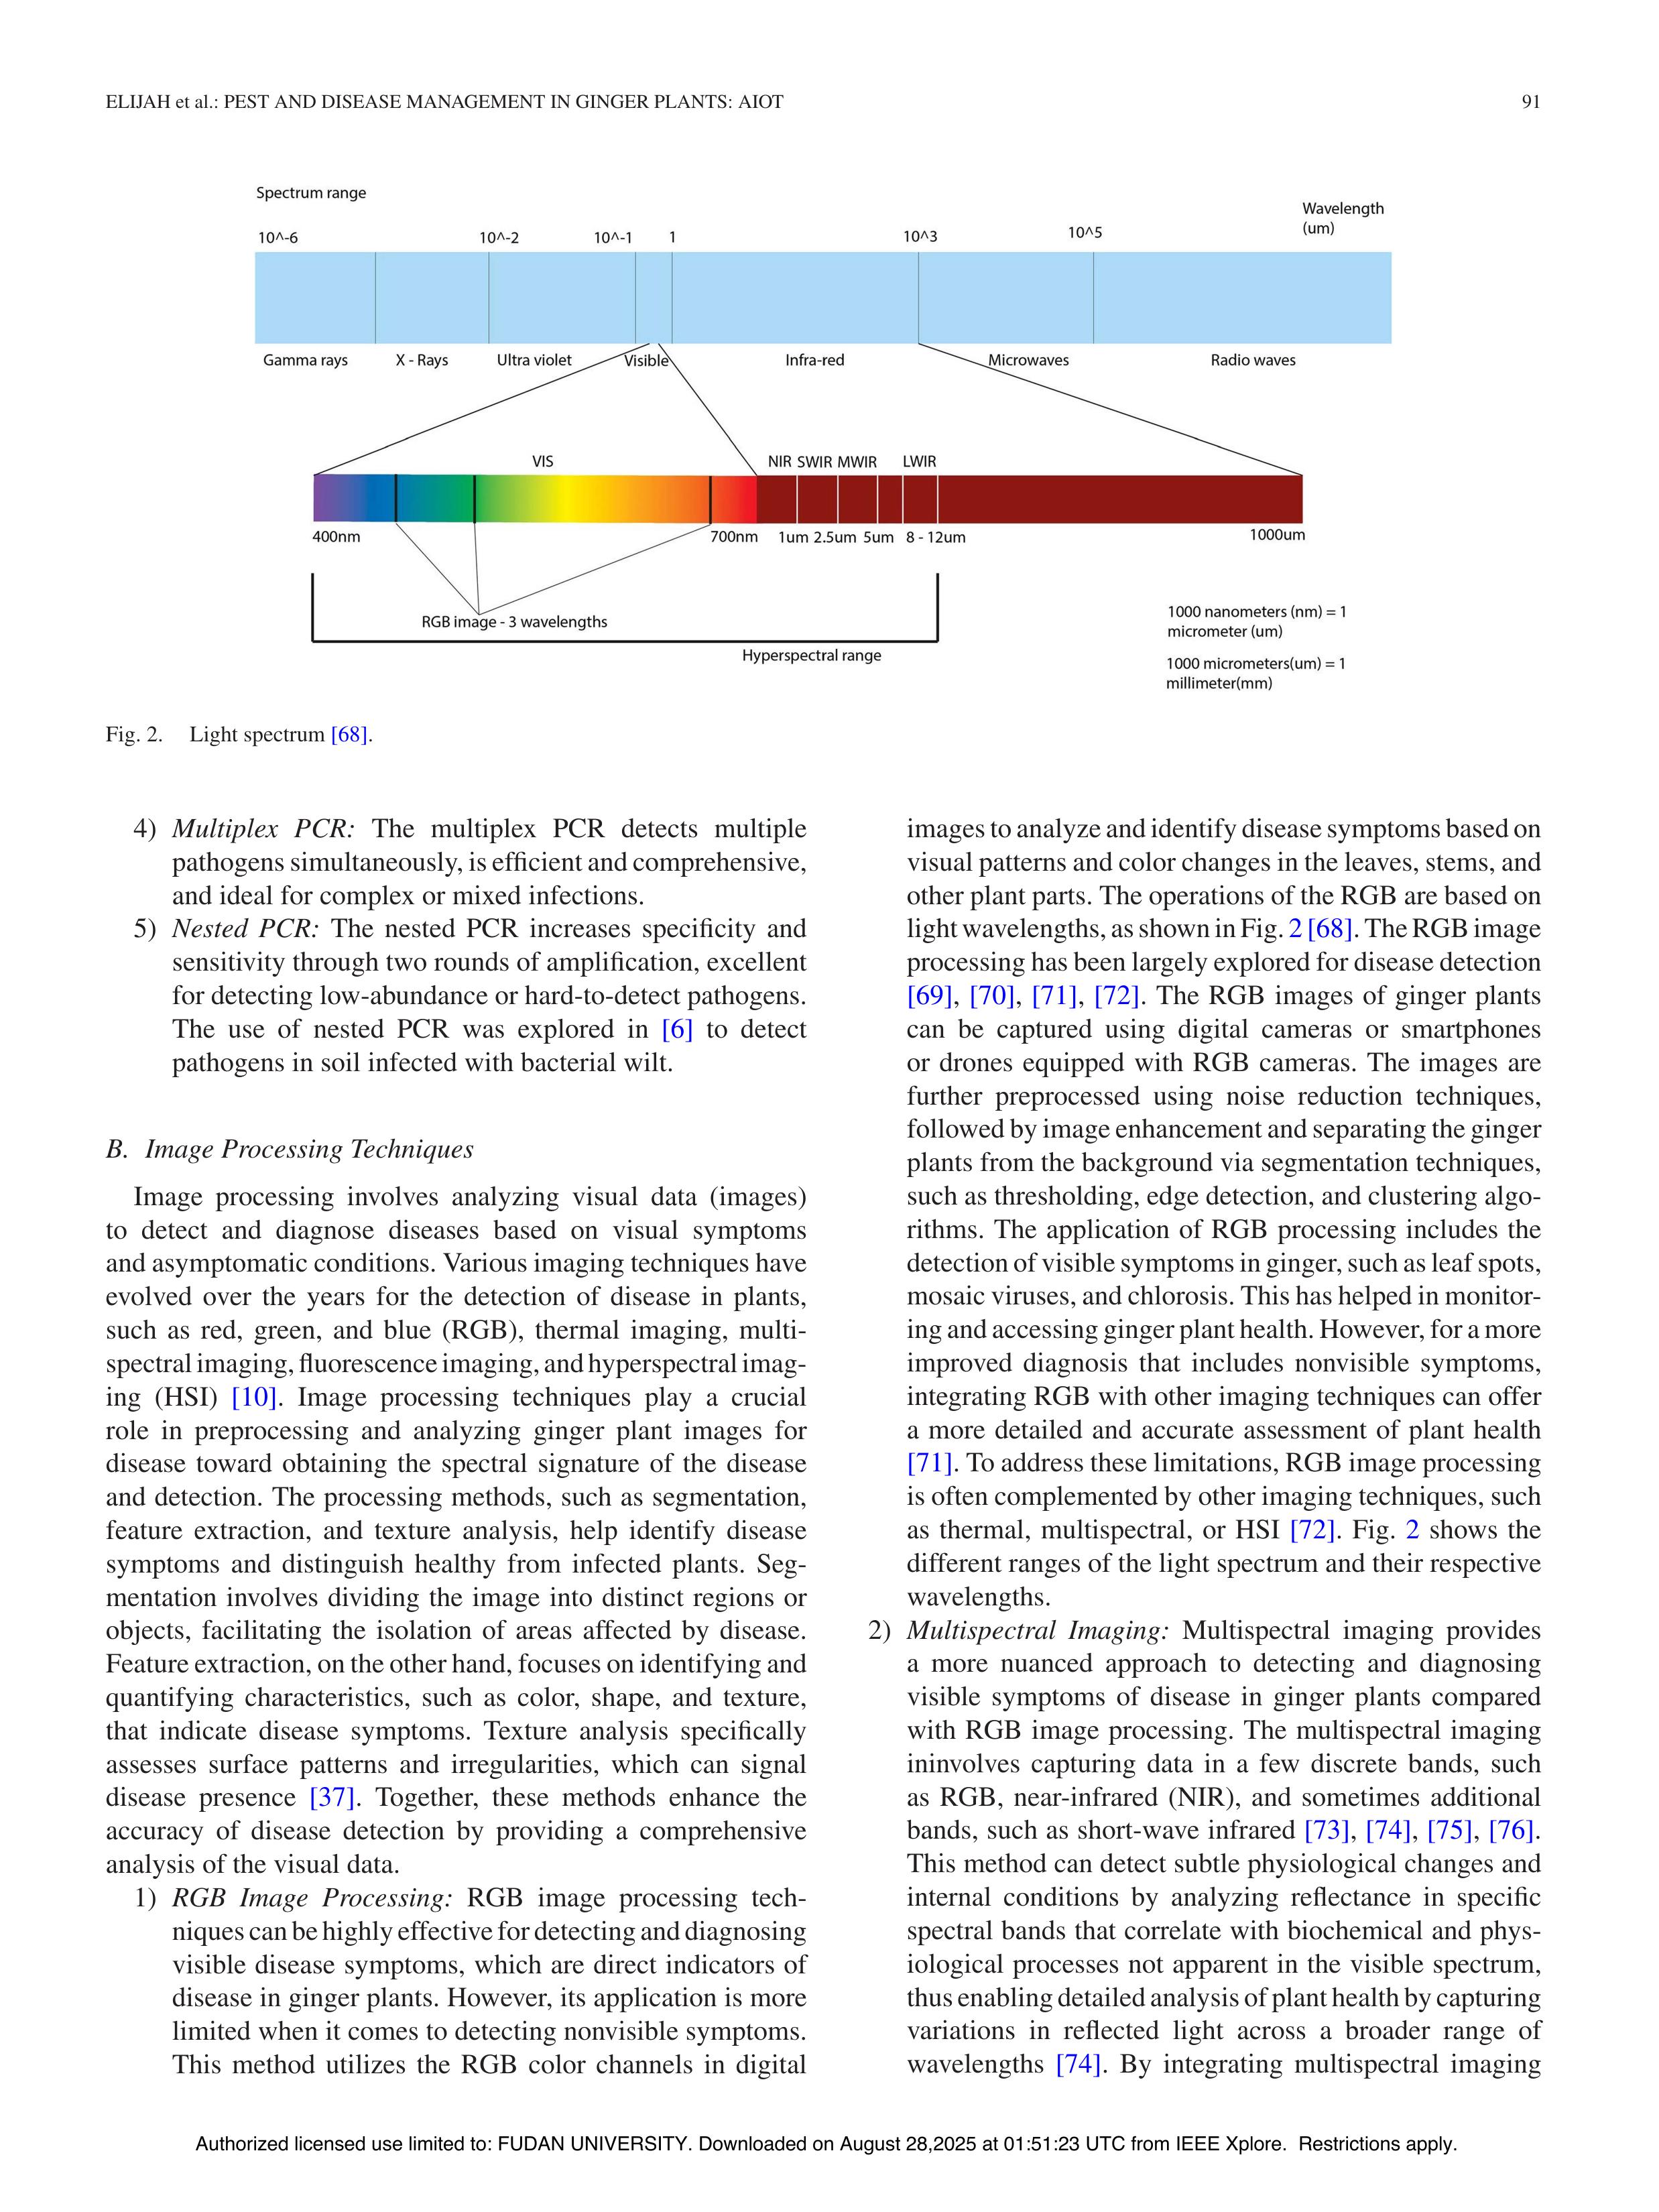 ELIJAH et al.: PEST AND DISEASE MANAGEMENT IN GINGER PLANTS: AIOT 91
Spectrum range
Wavelength
(um)
10^-6 10^-2 10^-1 1 10^3 10^5
Gamma rays X - Rays Ultra violet Visible Infra-red Microwaves Radio waves
VIS NIR SWIR MWIR LWIR
400nm 700nm 1um 2.5um 5um 8 - 12um 1000um
RGB image - 3 wavelengths
Hyperspectral range
1000 nanometers (nm) = 1
micrometer (um)
1000 micrometers(um) = 1
millimeter(mm)
Fig. 2. Light spectrum [68].
4) Multiplex PCR: The multiplex PCR detects multiple
pathogens simultaneously, is efficient and comprehensive,
and ideal for complex or mixed infections.
5) Nested PCR: The nested PCR increases specificity and
sensitivity through two rounds of amplification, excellent
for detecting low-abundance or hard-to-detect pathogens.
The use of nested PCR was explored in [6] to detect
pathogens in soil infected with bacterial wilt.
B. Image Processing Techniques
Image processing involves analyzing visual data (images)
to detect and diagnose diseases based on visual symptoms
and asymptomatic conditions. Various imaging techniques have
evolved over the years for the detection of disease in plants,
such as red, green, and blue (RGB), thermal imaging, multi-
spectral imaging, fluorescence imaging, and hyperspectral imag-
ing (HSI) [10]. Image processing techniques play a crucial
role in preprocessing and analyzing ginger plant images for
disease toward obtaining the spectral signature of the disease
and detection. The processing methods, such as segmentation,
feature extraction, and texture analysis, help identify disease
symptoms and distinguish healthy from infected plants. Seg-
mentation involves dividing the image into distinct regions or
objects, facilitating the isolation of areas affected by disease.
Feature extraction, on the other hand, focuses on identifying and
quantifying characteristics, such as color, shape, and texture,
that indicate disease symptoms. Texture analysis specifically
assesses surface patterns and irregularities, which can signal
disease presence [37]. Together, these methods enhance the
accuracy of disease detection by providing a comprehensive
analysis of the visual data.
1) RGB Image Processing: RGB image processing tech-
niques can be highly effective for detecting and diagnosing
visible disease symptoms, which are direct indicators of
disease in ginger plants. However, its application is more
limited when it comes to detecting nonvisible symptoms.
This method utilizes the RGB color channels in digital
images to analyze and identify disease symptoms based on
visual patterns and color changes in the leaves, stems, and
other plant parts. The operations of the RGB are based on
light wavelengths, as shown in Fig. 2 [68]. The RGB image
processing has been largely explored for disease detection
[69], [70], [71], [72]. The RGB images of ginger plants
can be captured using digital cameras or smartphones
or drones equipped with RGB cameras. The images are
further preprocessed using noise reduction techniques,
followed by image enhancement and separating the ginger
plants from the background via segmentation techniques,
such as thresholding, edge detection, and clustering algo-
rithms. The application of RGB processing includes the
detection of visible symptoms in ginger, such as leaf spots,
mosaic viruses, and chlorosis. This has helped in monitor-
ing and accessing ginger plant health. However, for a more
improved diagnosis that includes nonvisible symptoms,
integrating RGB with other imaging techniques can offer
a more detailed and accurate assessment of plant health
[71]. To address these limitations, RGB image processing
is often complemented by other imaging techniques, such
as thermal, multispectral, or HSI [72]. Fig. 2 shows the
different ranges of the light spectrum and their respective
wavelengths.
2) Multispectral Imaging: Multispectral imaging provides
a more nuanced approach to detecting and diagnosing
visible symptoms of disease in ginger plants compared
with RGB image processing. The multispectral imaging
ininvolves capturing data in a few discrete bands, such
as RGB, near-infrared (NIR), and sometimes additional
bands, such as short-wave infrared [73], [74], [75], [76].
This method can detect subtle physiological changes and
internal conditions by analyzing reflectance in specific
spectral bands that correlate with biochemical and phys-
iological processes not apparent in the visible spectrum,
thus enabling detailed analysis of plant health by capturing
variations in reflected light across a broader range of
wavelengths [74]. By integrating multispectral imaging
Authorized licensed use limited to: FUDAN UNIVERSITY. Downloaded on August 28,2025 at 01:51:23 UTC from IEEE Xplore. Restrictions apply.